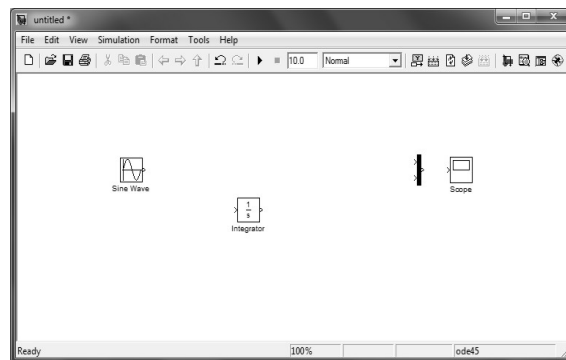 untitled *
File Edit View Simulation Format Tools Help
10.0 Normal
Sine Wave
Scope
1
s
Integrator
Ready 100% ode45